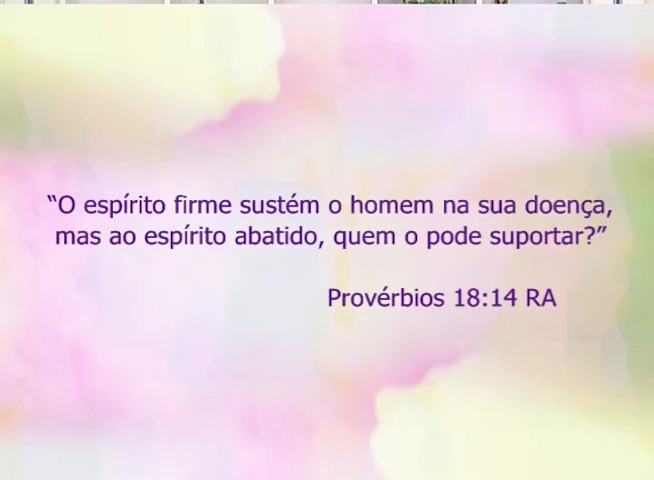 “O espírito firme sustém o homem na sua doença,
mas ao espírito abatido, quem o pode suportar?”
Provérbios 18:14 RA